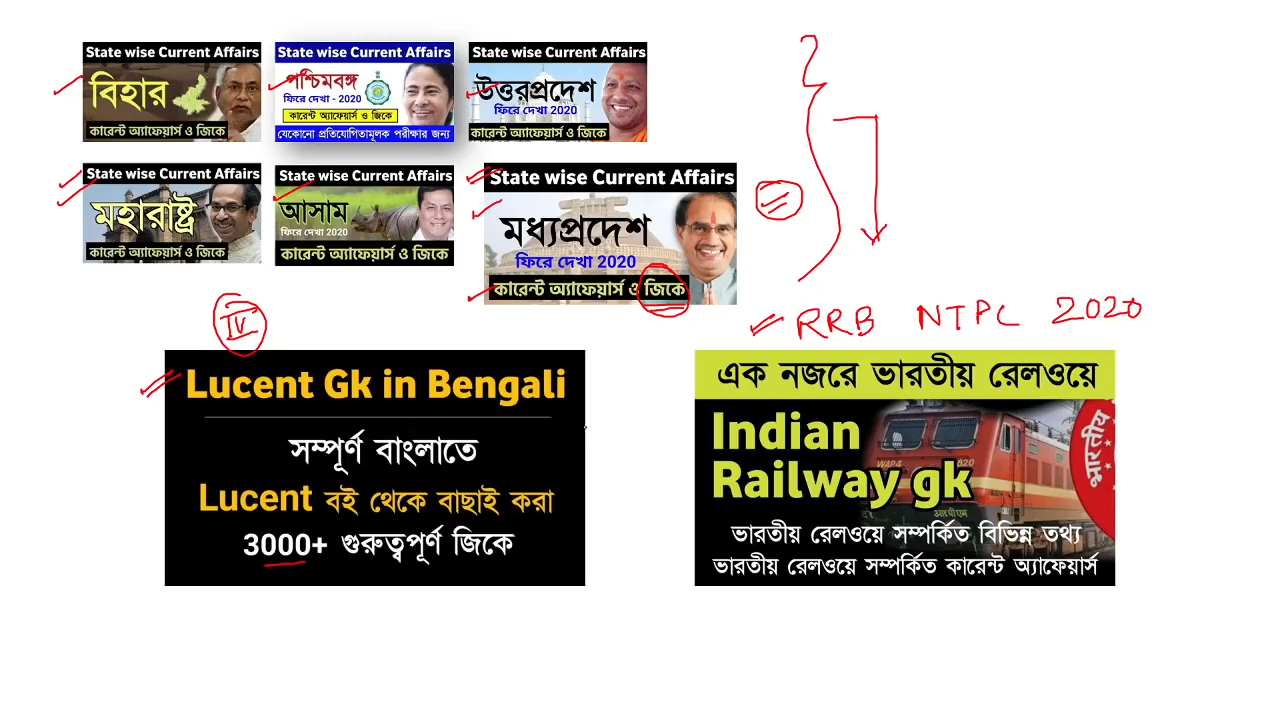 State wise Current Affairs
বিহার
কারেন্ট অ্যাফেয়ার্স ও জিকে
State wise Current Affairs
পশ্চিমবঙ্গ
ফিরে দেখা - 2020
কারেন্ট অ্যাফেয়ার্স ও জিকে
যেকোনো প্রতিযোগিতামূলক পরীক্ষার জন্য
State wise Current Affairs
উত্তরপ্রদেশ
ফিরে দেখা 2020
কারেন্ট অ্যাফেয়ার্স ও জিকে
State wise Current Affairs
মহারাষ্ট্র
কারেন্ট অ্যাফেয়ার্স ও জিকে
State wise Current Affairs
আসাম
ফিরে দেখা 2020
কারেন্ট অ্যাফেয়ার্স ও জিকে
State wise Current Affairs
মধ্যপ্রদেশ
ফিরে দেখা 2020
কারেন্ট অ্যাফেয়ার্স ও জিকে
IV
RRB NTPC 2020
Lucent Gk in Bengali
সম্পূর্ণ বাংলাতে
Lucent বই থেকে বাছাই করা
3000+ গুরুত্বপূর্ণ জিকে
এক নজরে ভারতীয় রেলওয়ে
Indian
Railway gk
WAP4 820
भारतीय
ভারতীয় রেলওয়ে সম্পর্কিত বিভিন্ন তথ্য
ভারতীয় রেলওয়ে সম্পর্কিত কারেন্ট অ্যাফেয়ার্স